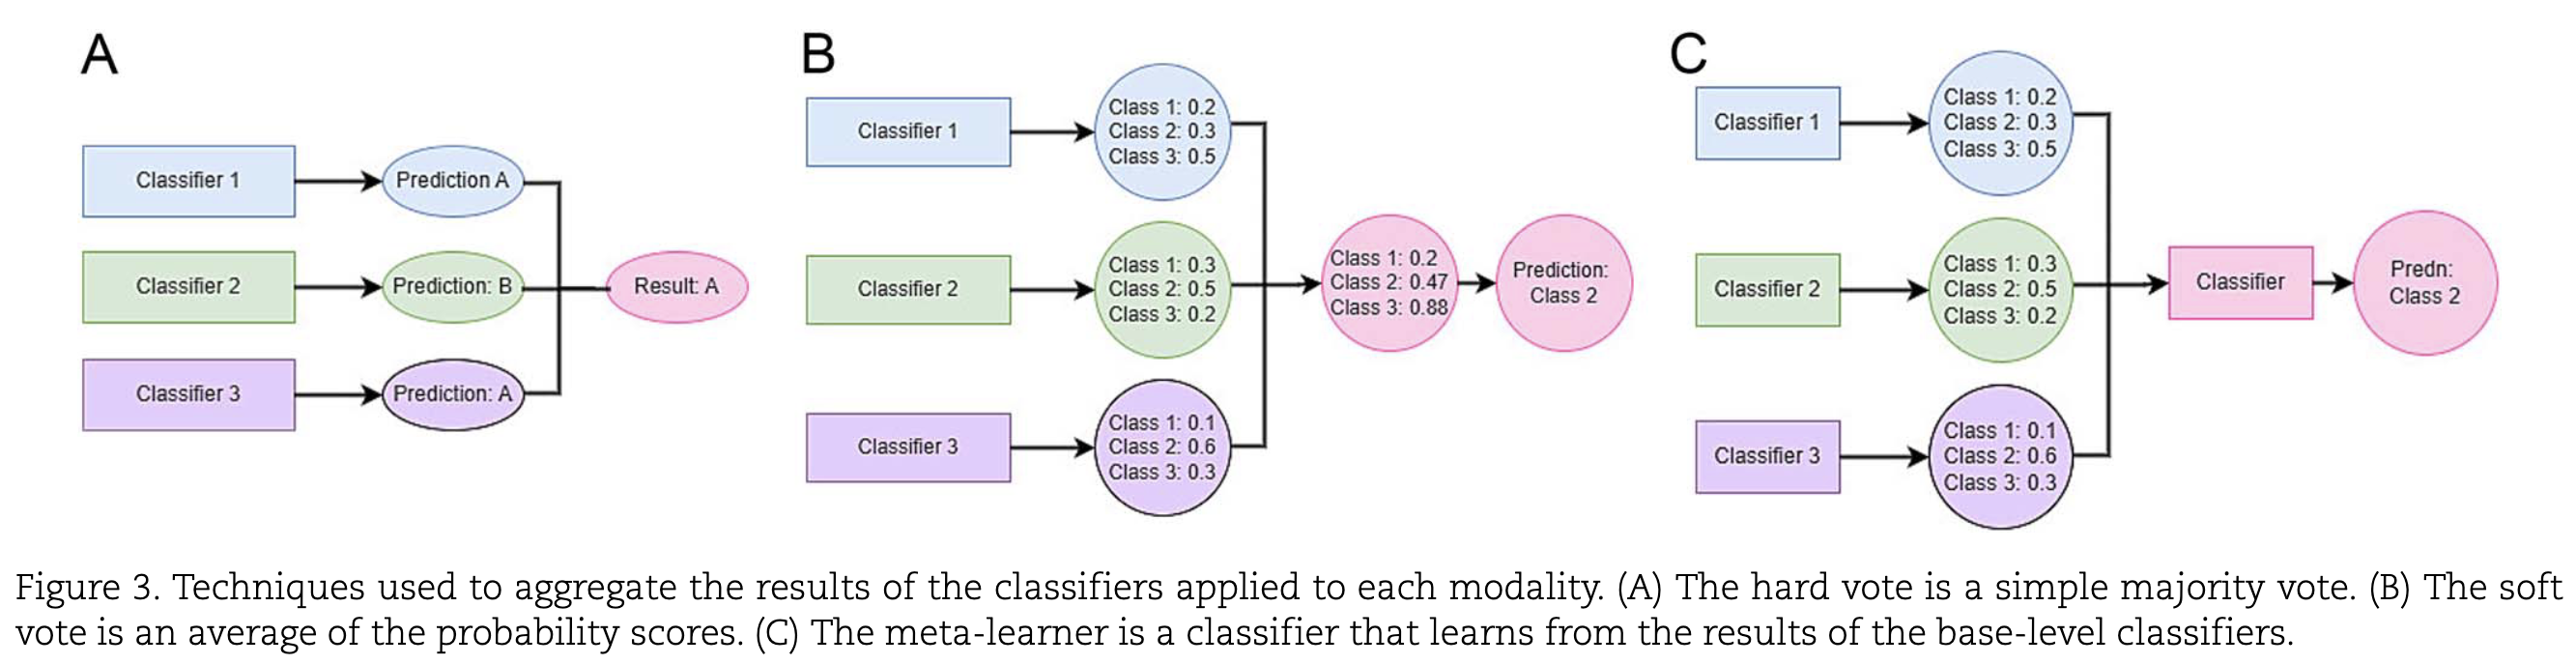 A
Classifier 1
Prediction A
Classifier 2
Prediction: B
Result: A
Classifier 3
Prediction: A
B
Classifier 1
Class 1: 0.2
Class 2: 0.3
Class 3: 0.5
Classifier 2
Class 1: 0.3
Class 2: 0.5
Class 3: 0.2
Class 1: 0.2
Class 2: 0.47
Class 3: 0.88
Prediction:
Class 2
Classifier 3
Class 1: 0.1
Class 2: 0.6
Class 3: 0.3
C
Classifier 1
Class 1: 0.2
Class 2: 0.3
Class 3: 0.5
Classifier 2
Class 1: 0.3
Class 2: 0.5
Class 3: 0.2
Classifier
Predn:
Class 2
Classifier 3
Class 1: 0.1
Class 2: 0.6
Class 3: 0.3
Figure 3. Techniques used to aggregate the results of the classifiers applied to each modality. (A) The hard vote is a simple majority vote. (B) The soft
vote is an average of the probability scores. (C) The meta-learner is a classifier that learns from the results of the base-level classifiers.